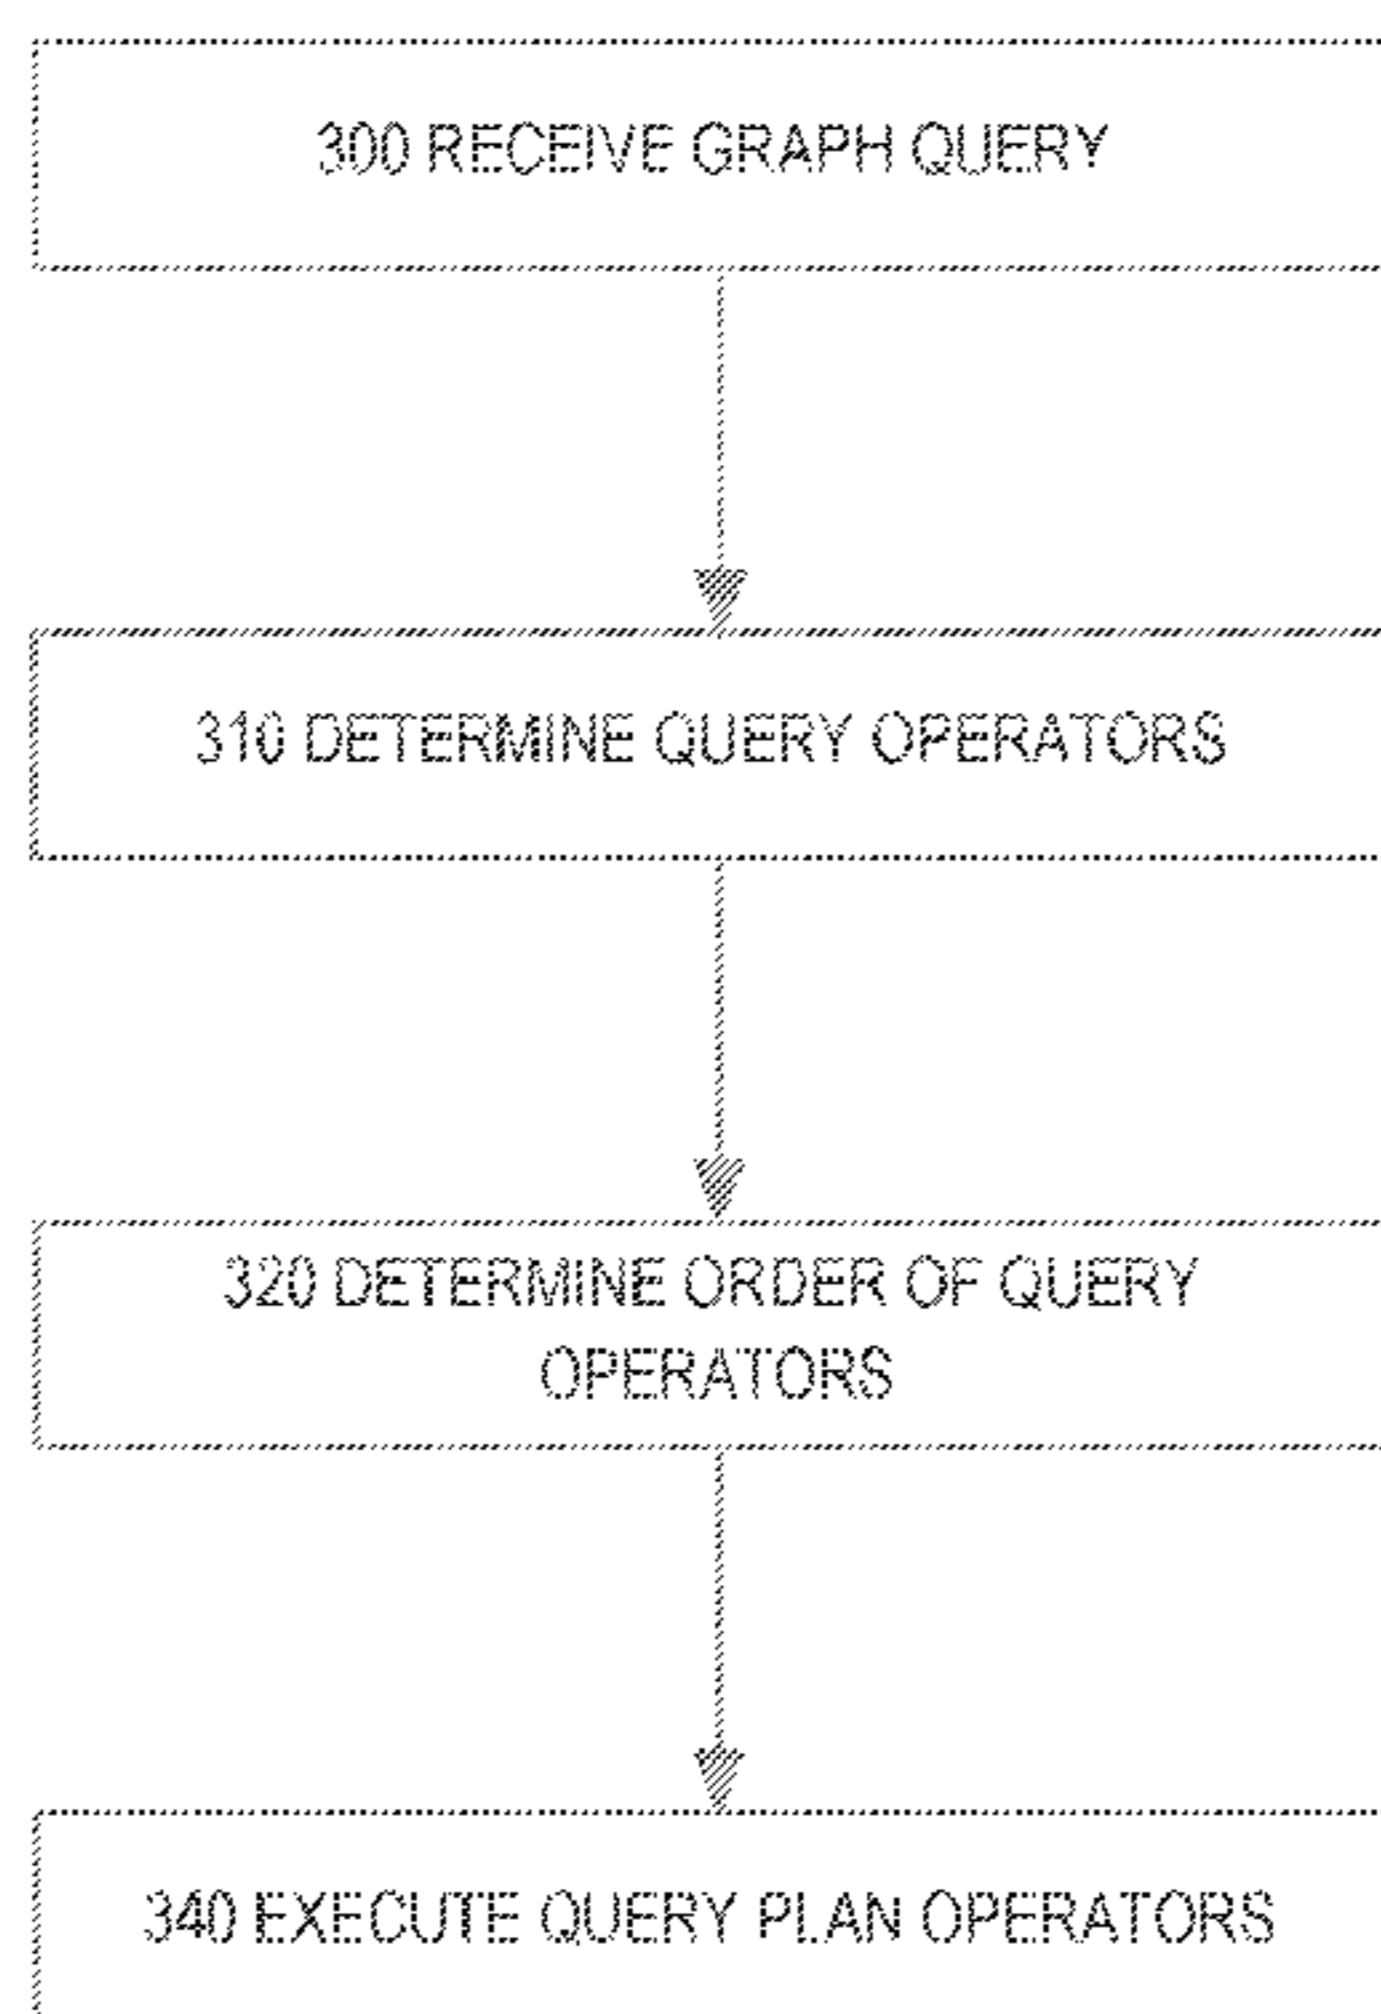 300 RECEIVE GRAPH QUERY
310 DETERMINE QUERY OPERATORS
320 DETERMINE ORDER OF QUERY
OPERATORS
340 EXECUTE QUERY PLAN OPERATORS